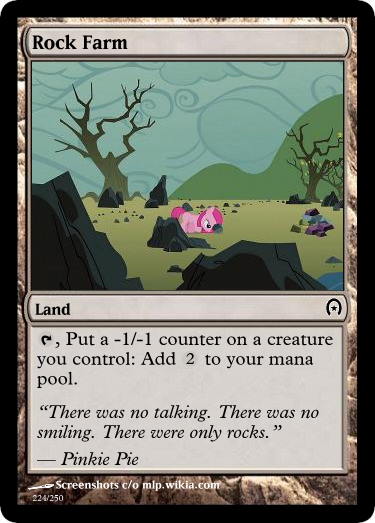 Rock Farm
Land
, Put a -1/-1 counter on a creature
you control: Add 2 to your mana
pool.
“There was no talking. There was no
smiling. There were only rocks.”
— Pinkie Pie
Screenshots c/o mlp.wikia.com
224/250